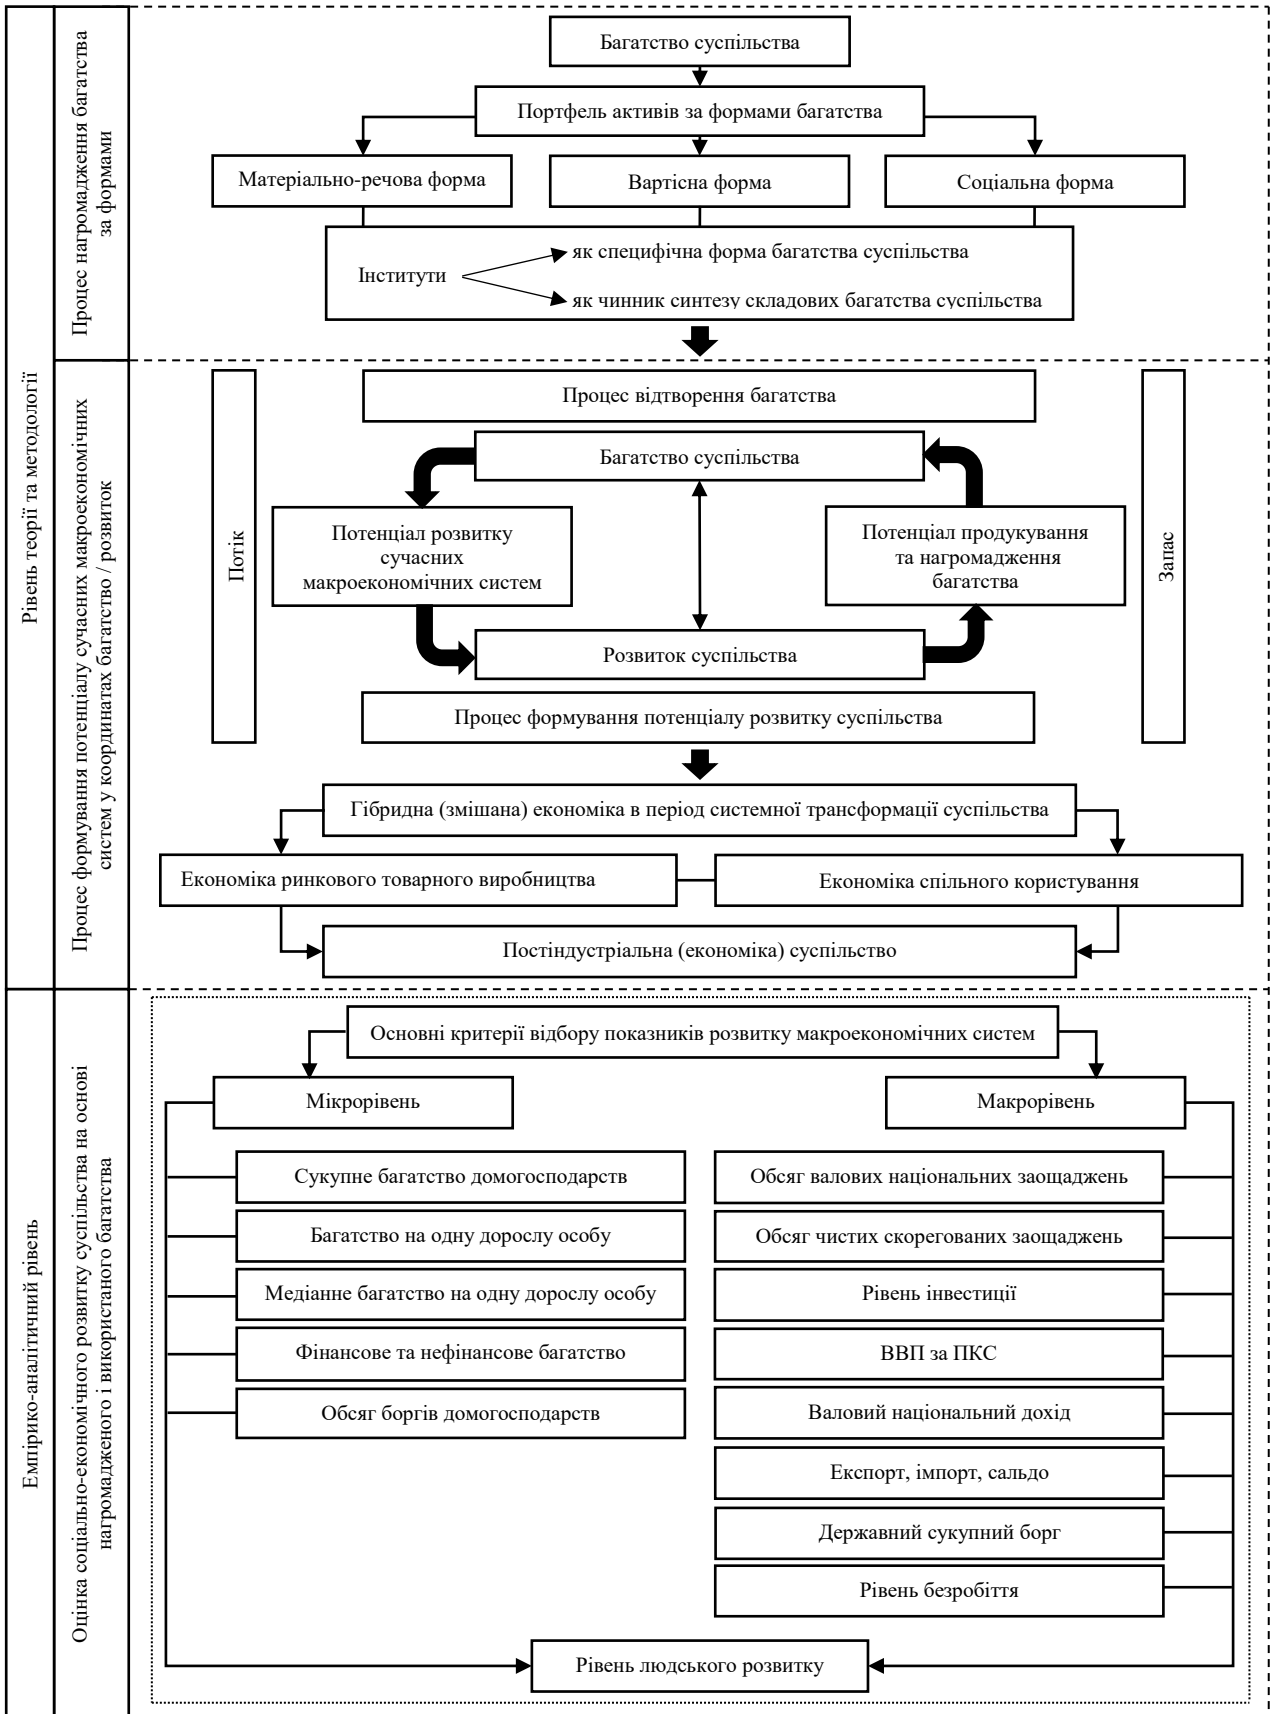 Рівень теорії та методології
Процес нагромадження багатства
за формами
Багатство суспільства
Портфель активів за формами багатства
Матеріально-речова форма
Вартісна форма
Соціальна форма
Інститути
як специфічна форма багатства суспільства
як чинник синтезу складових багатства суспільства
Процес формування потенціалу сучасних макроекономічних
систем у координатах багатство / розвиток
Потік
Процес відтворення багатства
Багатство суспільства
Потенціал розвитку
сучасних
макроекономічних систем
Потенціал продукування
та нагромадження
багатства
Розвиток суспільства
Процес формування потенціалу розвитку суспільства
Запас
Гібридна (змішана) економіка в період системної трансформації суспільства
Економіка ринкового товарного виробництва
Економіка спільного користування
Постіндустріальна (економіка) суспільство
Емпірико-аналітичний рівень
Оцінка соціально-економічного розвитку суспільства на основі
нагромадженого і використаного багатства
Основні критерії відбору показників розвитку макроекономічних систем
Мікрорівень
Макрорівень
Сукупне багатство домогосподарств
Багатство на одну дорослу особу
Медіанне багатство на одну дорослу особу
Фінансове та нефінансове багатство
Обсяг боргів домогосподарств
Обсяг валових національних заощаджень
Обсяг чистих скорегованих заощаджень
Рівень інвестиції
ВВП за ПКС
Валовий національний дохід
Експорт, імпорт, сальдо
Державний сукупний борг
Рівень безробіття
Рівень людського розвитку